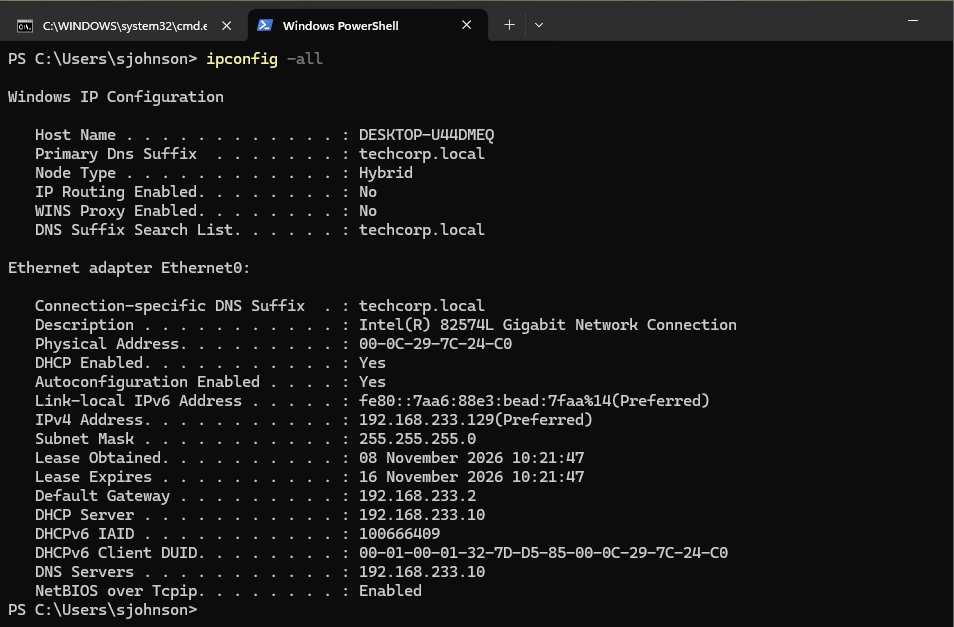 C:\WINDOWS\system32\cmd.e
Windows PowerShell
PS C:\Users\sjohnson> ipconfig -all
Windows IP Configuration
Host Name . . . . . . . . . . . . : DESKTOP-U44DMEQ
Primary Dns Suffix  . . . . . . . : techcorp.local
Node Type . . . . . . . . . . . . : Hybrid
IP Routing Enabled. . . . . . . . : No
WINS Proxy Enabled. . . . . . . . : No
DNS Suffix Search List. . . . . . : techcorp.local
Ethernet adapter Ethernet0:
Connection-specific DNS Suffix  . : techcorp.local
Description . . . . . . . . . . . : Intel(R) 82574L Gigabit Network Connection
Physical Address. . . . . . . . . : 00-0C-29-7C-24-C0
DHCP Enabled. . . . . . . . . . . : Yes
Autoconfiguration Enabled . . . . : Yes
Link-local IPv6 Address . . . . . : fe80::7aa6:88e3:bead:7faa%14(Preferred)
IPv4 Address. . . . . . . . . . . : 192.168.233.129(Preferred)
Subnet Mask . . . . . . . . . . . : 255.255.255.0
Lease Obtained. . . . . . . . . . : 08 November 2026 10:21:47
Lease Expires . . . . . . . . . . : 16 November 2026 10:21:47
Default Gateway . . . . . . . . . : 192.168.233.2
DHCP Server . . . . . . . . . . . : 192.168.233.10
DHCPv6 IAID . . . . . . . . . . . : 100666409
DHCPv6 Client DUID. . . . . . . . : 00-01-00-01-32-7D-D5-85-00-0C-29-7C-24-C0
DNS Servers . . . . . . . . . . . : 192.168.233.10
NetBIOS over Tcpip. . . . . . . . : Enabled
PS C:\Users\sjohnson>